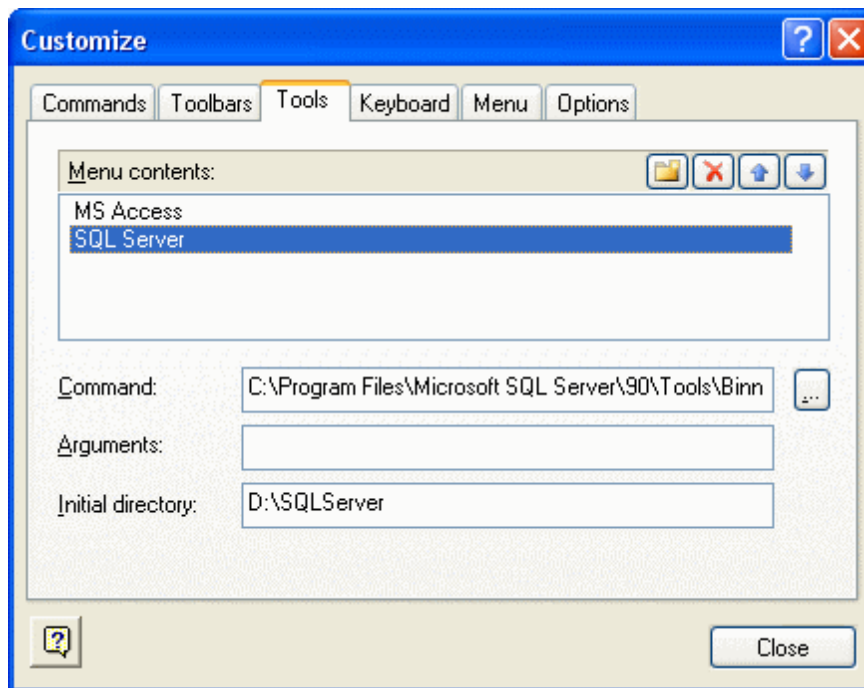 Customize
Commands Toolbars Tools Keyboard Menu Options
Menu contents:
MS Access
SQL Server
Command: C:\Program Files\Microsoft SQL Server\90\Tools\Binn ...
Arguments:
Initial directory: D:\SQLServer
Close